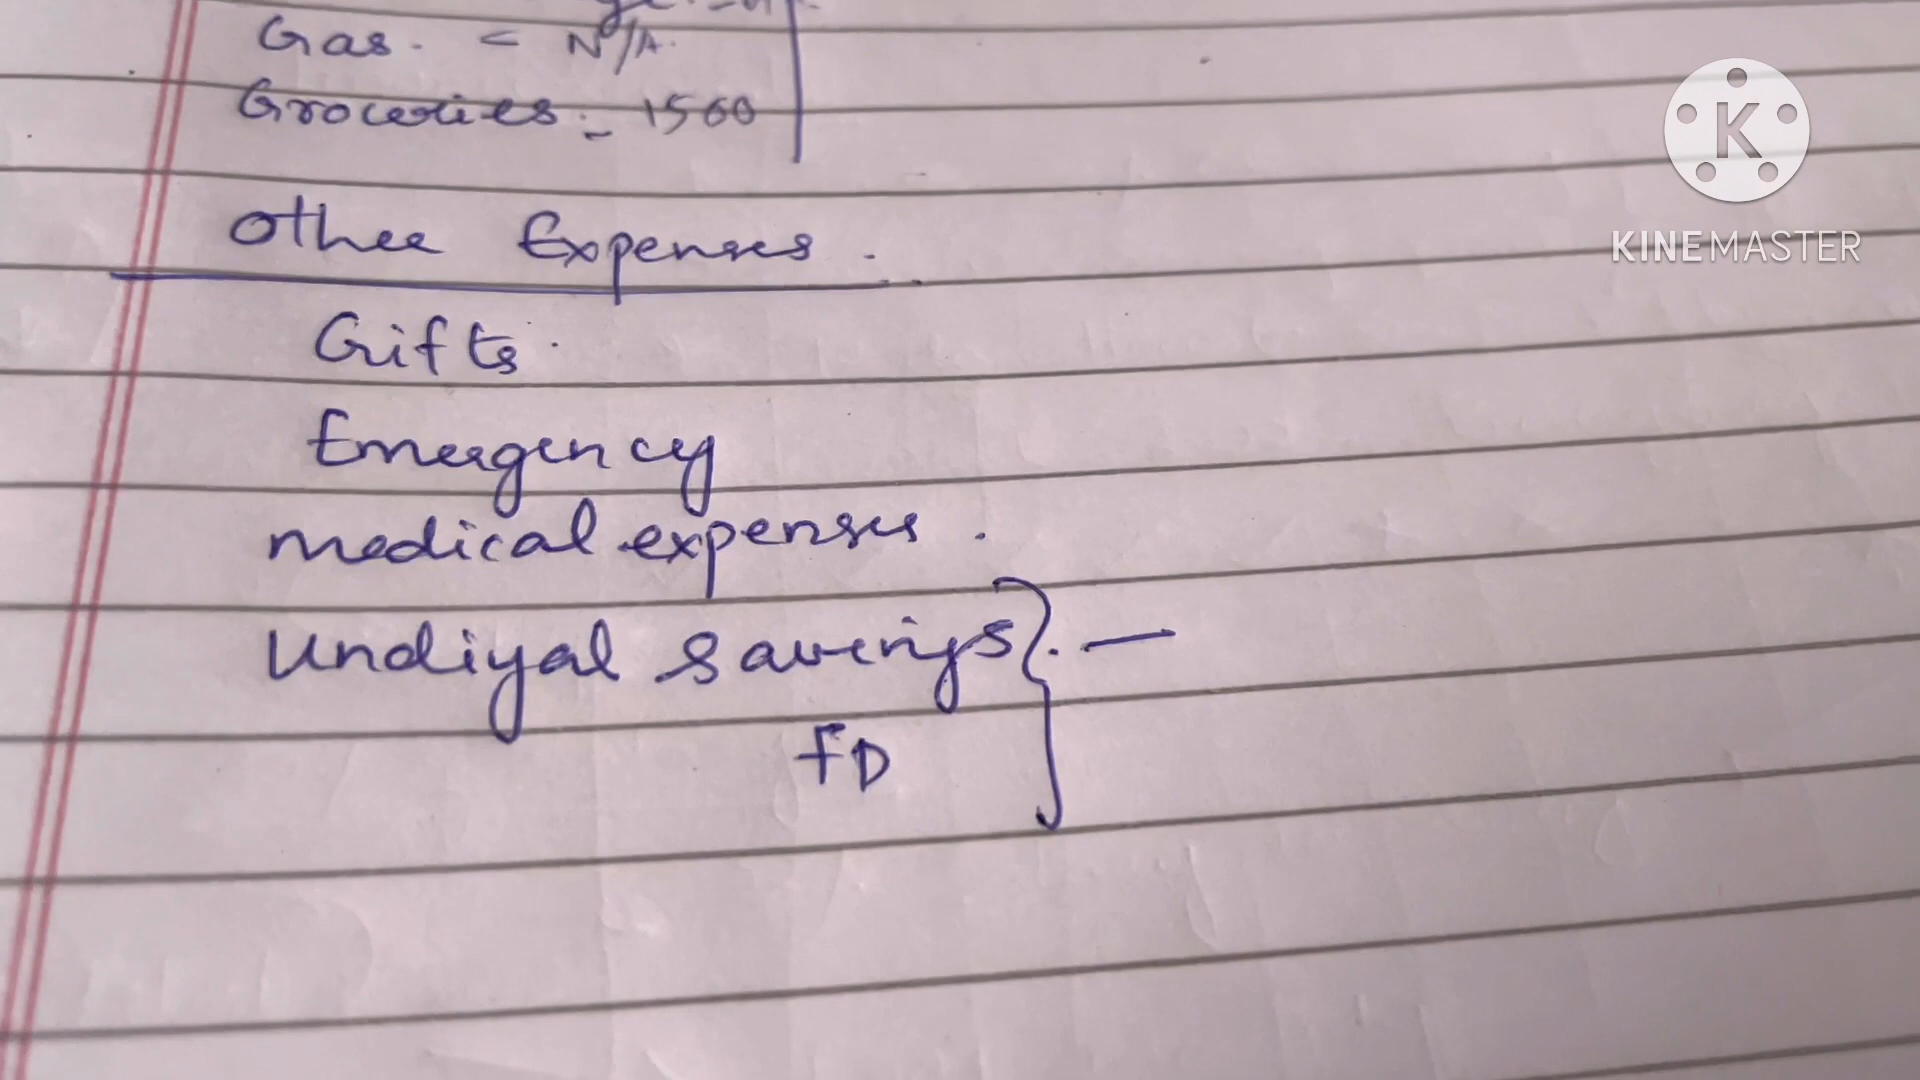 Gas. = N/A.
Groceries:- 1500
Other Expenses.
Gifts.
Emergency
medical expenses.
Undiyal savings}. —
FD
KINEMASTER